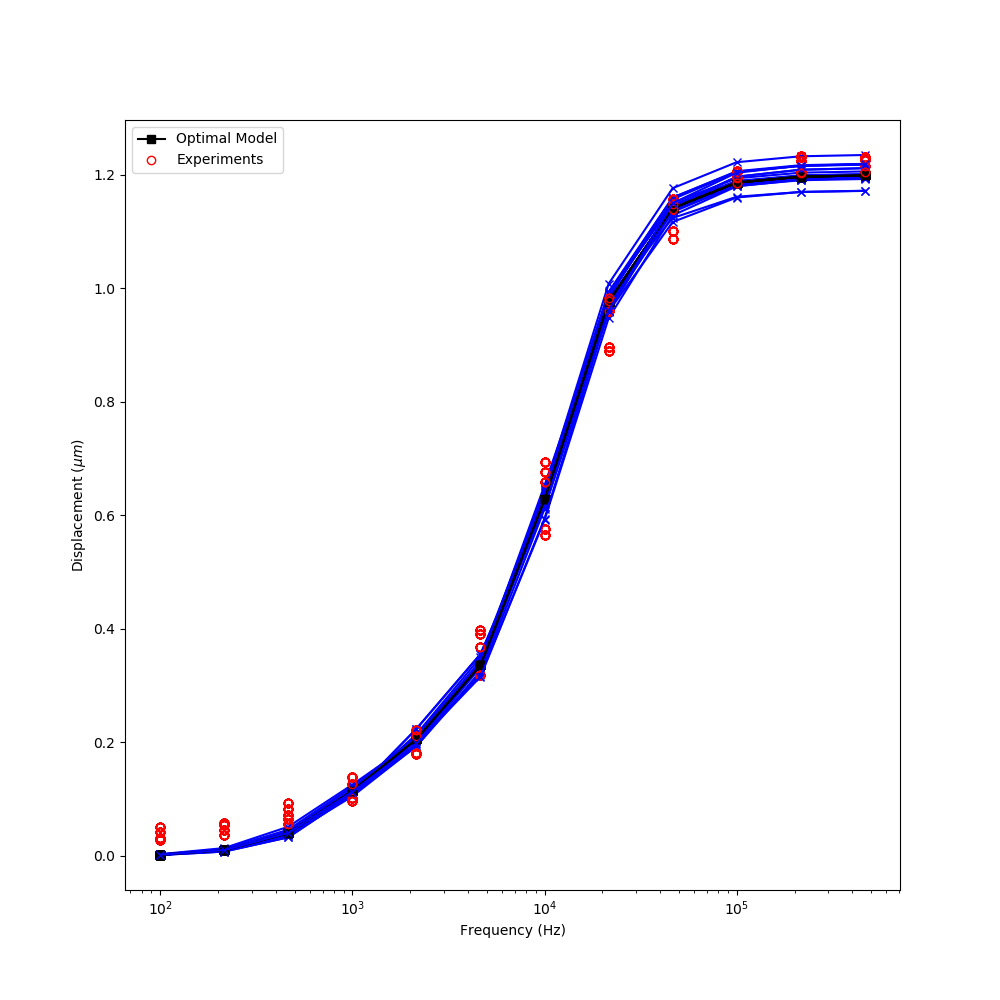 Optimal Model
Experiments
1.2
1.0
0.8
0.6
0.4
0.2
0.0
Displacement (μm)
10²
10³
10⁴
10⁵
Frequency (Hz)